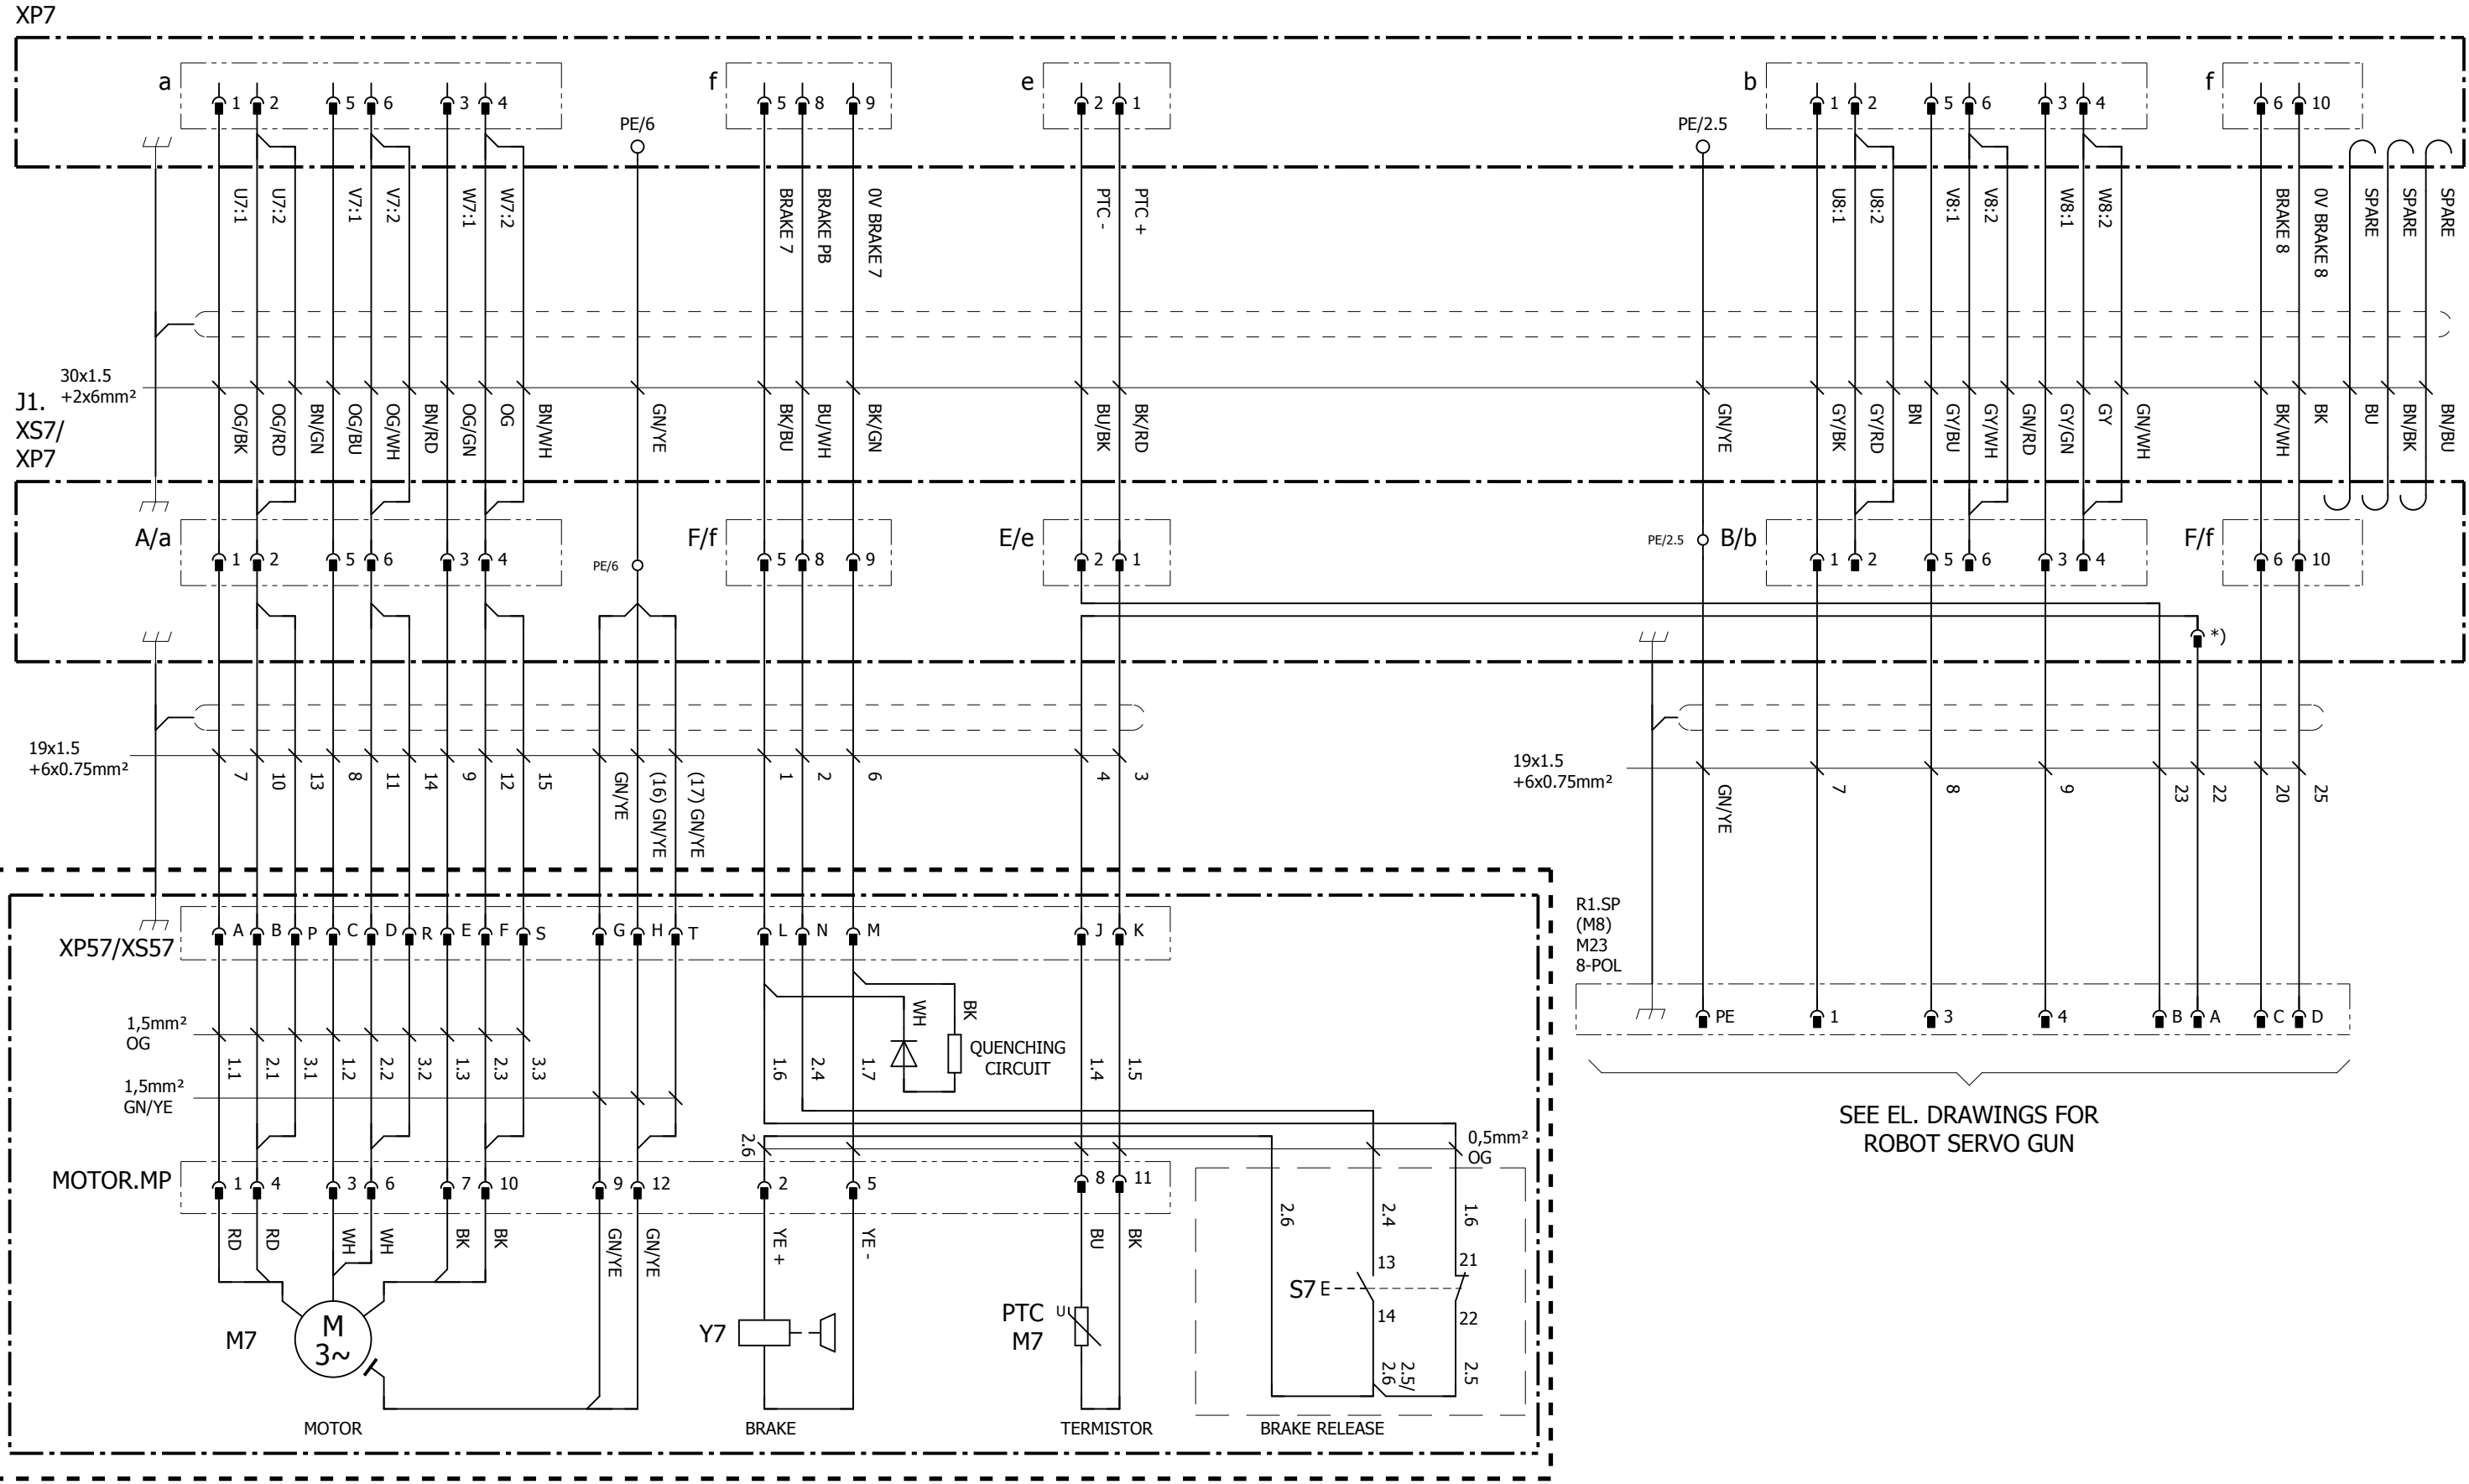 XP7
a
1 2 5 6 3 4
PE/6
f
5 8 9
e
2 1
PE/2.5
b
1 2 5 6 3 4
f
6 10
U7:1 U7:2 V7:1 V7:2 W7:1 W7:2
BRAKE 7 BRAKE PB 0V BRAKE 7
PTC - PTC +
U8:1 U8:2 V8:1 V8:2 W8:1 W8:2
BRAKE 8 0V BRAKE 8 SPARE SPARE SPARE
30x1.5
+2x6mm²
J1.
XS7/
XP7
OG/BK OG/RD BN/GN OG/BU OG/WH BN/RD OG/GN OG BN/WH
GN/YE
BK/BU BU/WH BK/GN
BU/BK BK/RD
GN/YE
GY/BK GY/RD BN GY/BU GY/WH GN/RD GY/GN GY GN/WH
BK/WH BK BU BN/BK BN/BU
A/a
1 2 5 6 3 4
PE/6
F/f
5 8 9
E/e
2 1
PE/2.5
B/b
1 2 5 6 3 4
F/f
6 10
*)
19x1.5
+6x0.75mm²
7 10 13 8 11 14 9 12 15
GN/YE (16) GN/YE (17) GN/YE
1 2 6
4 3
19x1.5
+6x0.75mm²
GN/YE
7 8 9 23 22 20 25
XP57/XS57
A B P C D R E F S G H T L N M J K
R1.SP
(M8)
M23
8-POL
PE 1 3 4 B A C D
1,5mm²
OG
1.1 2.1 3.1 1.2 2.2 3.2 1.3 2.3 3.3
1,5mm²
GN/YE
1.6 2.4 1.7
WH BK
QUENCHING
CIRCUIT
1.4 1.5
SEE EL. DRAWINGS FOR
ROBOT SERVO GUN
2.6
0,5mm²
OG
MOTOR.MP
1 4 3 6 7 10 9 12 2 5 8 11
RD RD WH WH BK BK GN/YE GN/YE
YE + YE -
BU BK
2.6 2.4 1.6
13 21
S7 E
14 22
2.6 2.5/ 2.5
M7
M
3~
Y7
PTC
M7
U
MOTOR
BRAKE
TERMISTOR
BRAKE RELEASE